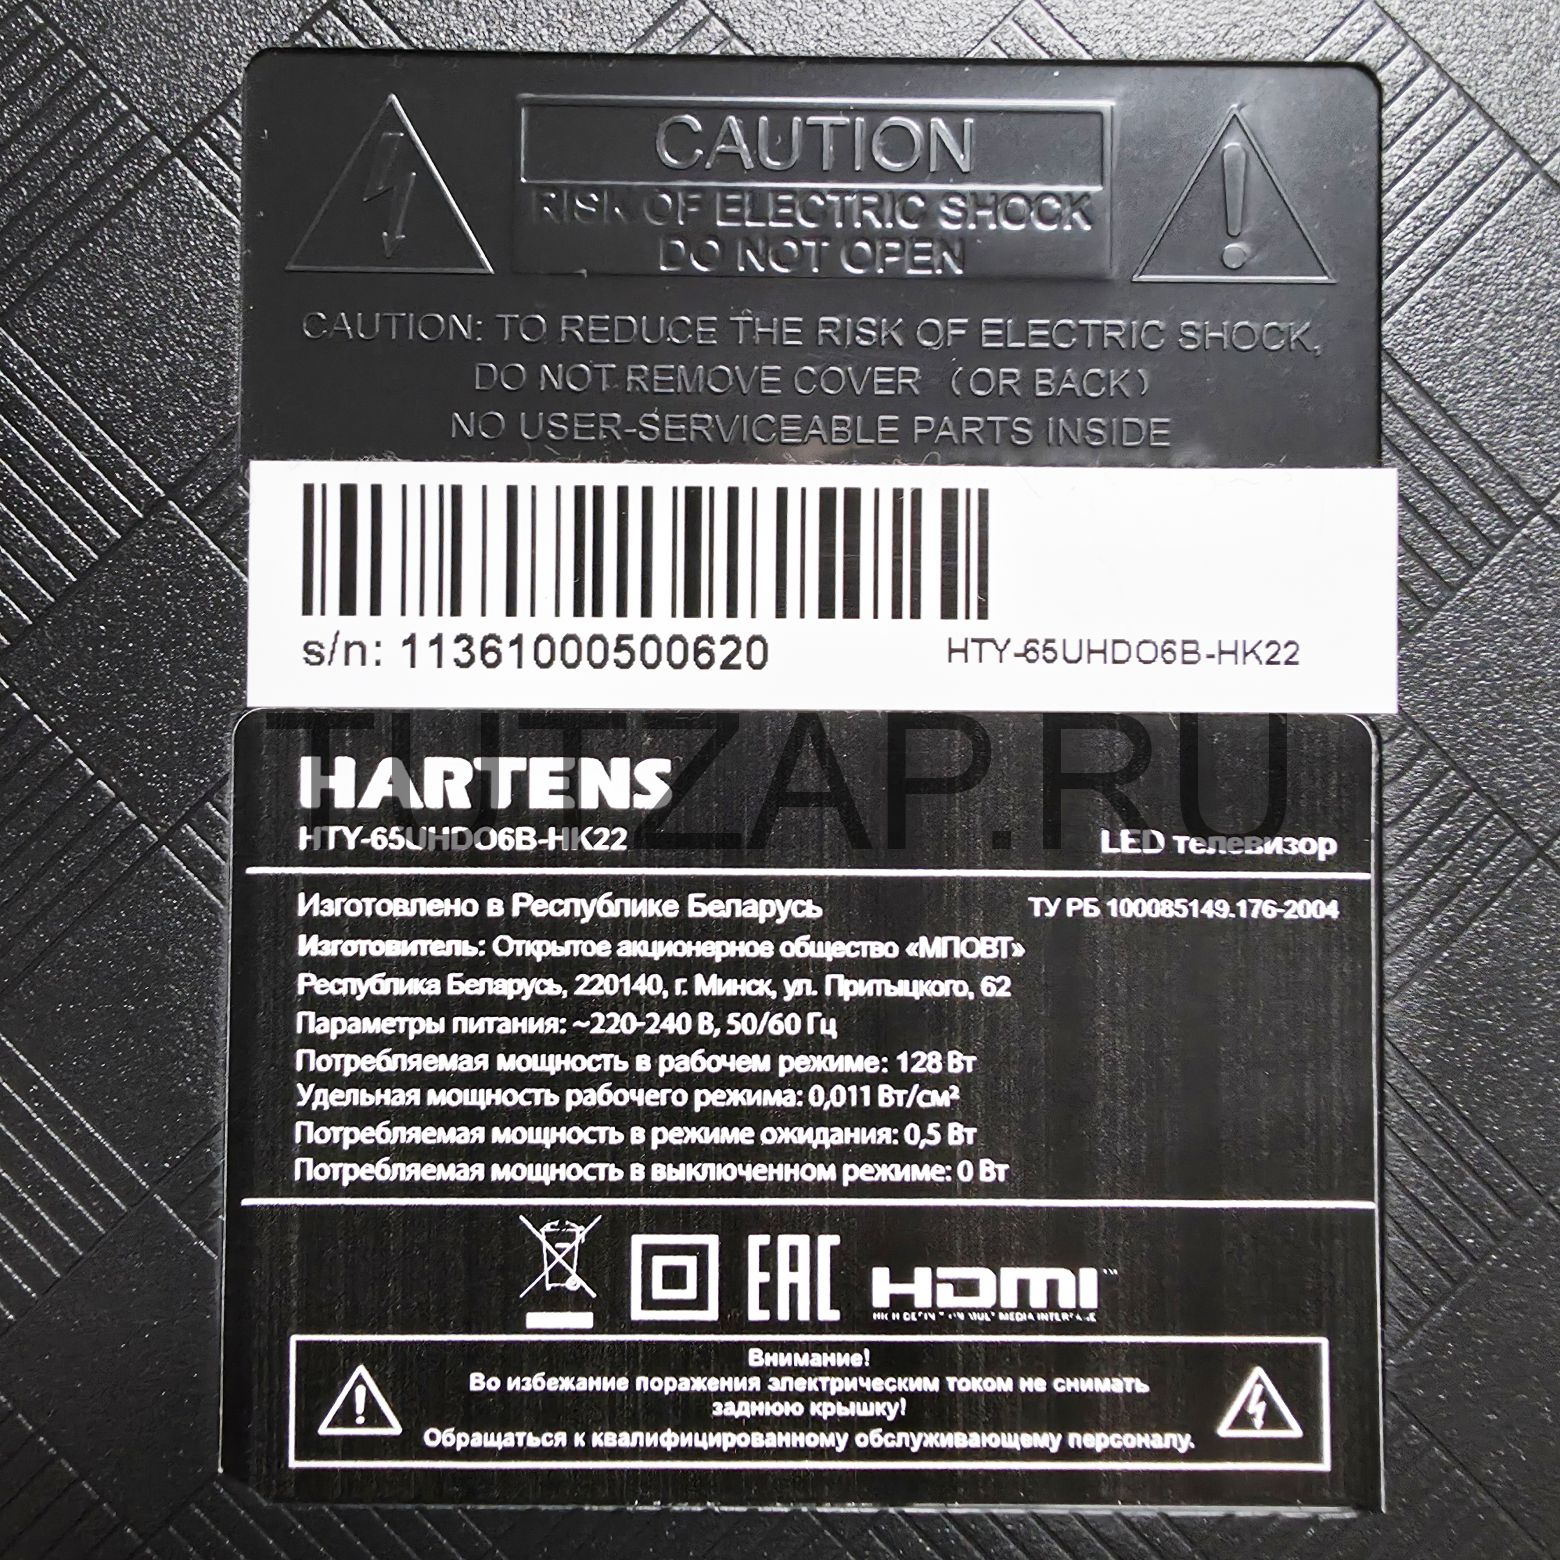 CAUTION
RISK OF ELECTRIC SHOCK
DO NOT OPEN
CAUTION: TO REDUCE THE RISK OF ELECTRIC SHOCK,
DO NOT REMOVE COVER (OR BACK)
NO USER-SERVICEABLE PARTS INSIDE
s/n: 11361000500620
HTY-65UHDO6B-HK22
TUTZAP.RU
HARTENS
HTY-65UHDO6B-HK22
LED телевизор
Изготовлено в Республике Беларусь
ТУ РБ 100085149.176-2004
Изготовитель: Открытое акционерное общество «МПОВТ»
Республика Беларусь, 220140, г. Минск, ул. Притыцкого, 62
Параметры питания: ~220-240 В, 50/60 Гц
Потребляемая мощность в рабочем режиме: 128 Вт
Удельная мощность рабочего режима: 0,011 Вт/см²
Потребляемая мощность в режиме ожидания: 0,5 Вт
Потребляемая мощность в выключенном режиме: 0 Вт
EAC
HDMI™
HIGH DEFINITION MULTIMEDIA INTERFACE
Внимание!
Во избежание поражения электрическим током не снимать
заднюю крышку!
Обращаться к квалифицированному обслуживающему персоналу.